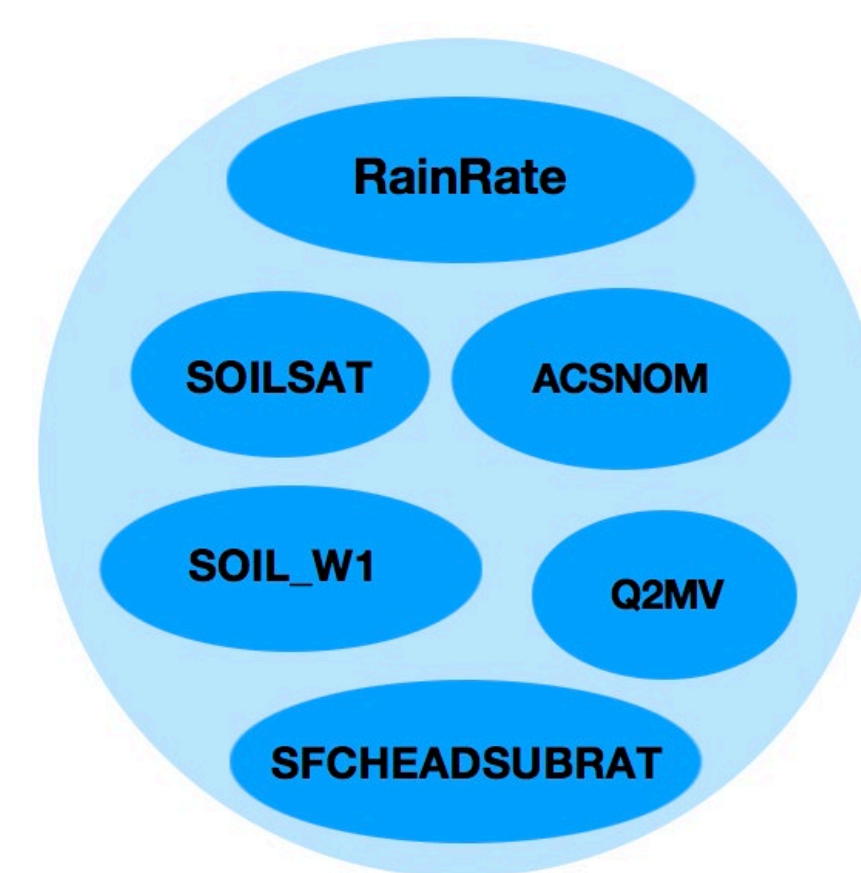 RainRate
SOILSAT
ACSNOM
SOIL_W1
Q2MV
SFCHEADSUBRAT